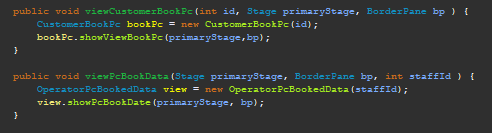 public void viewCustomerBookPc(int id, Stage primaryStage, BorderPane bp ) {
CustomerBookPc bookPc = new CustomerBookPc(id);
bookPc.showViewBookPc(primaryStage,bp);
}
public void viewPcBookData(Stage primaryStage, BorderPane bp, int staffId ) {
OperatorPcBookedData view = new OperatorPcBookedData(staffId);
view.showPcBookDate(primaryStage, bp);
}